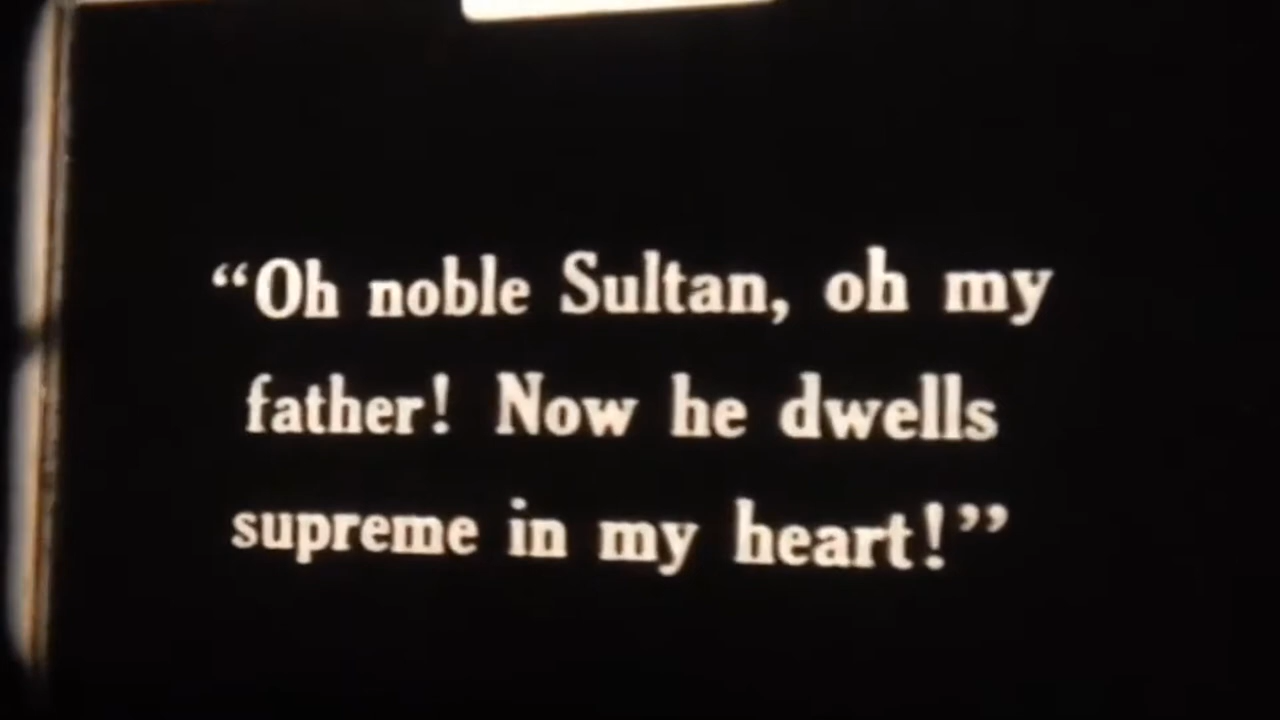 “Oh noble Sultan, oh my
father! Now he dwells
supreme in my heart!”